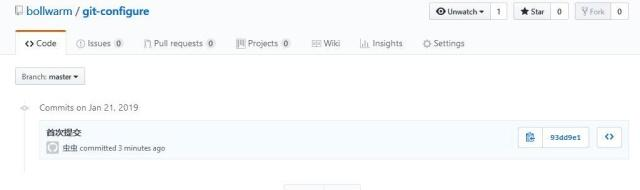 bollwarm / git-configure
Unwatch 1 Star 0 Fork 0
Code Issues 0 Pull requests 0 Projects 0 Wiki Insights Settings
Branch: master
Commits on Jan 21, 2019
首次提交
虫虫 committed 3 minutes ago
93dd9e1